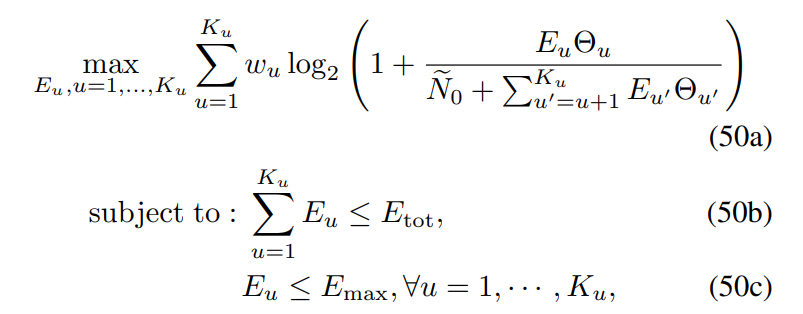 \max_{E_u, u=1,...,K_u} \sum_{u=1}^{K_u} w_u \log_2 \left( 1 + \frac{E_u \Theta_u}{\widetilde{N}_0 + \sum_{u'=u+1}^{K_u} E_{u'} \Theta_{u'}} \right)
(50a)
subject to : \sum_{u=1}^{K_u} E_u \leq E_{\text{tot}}, (50b)
E_u \leq E_{\max}, \forall u = 1, \cdots, K_u, (50c)